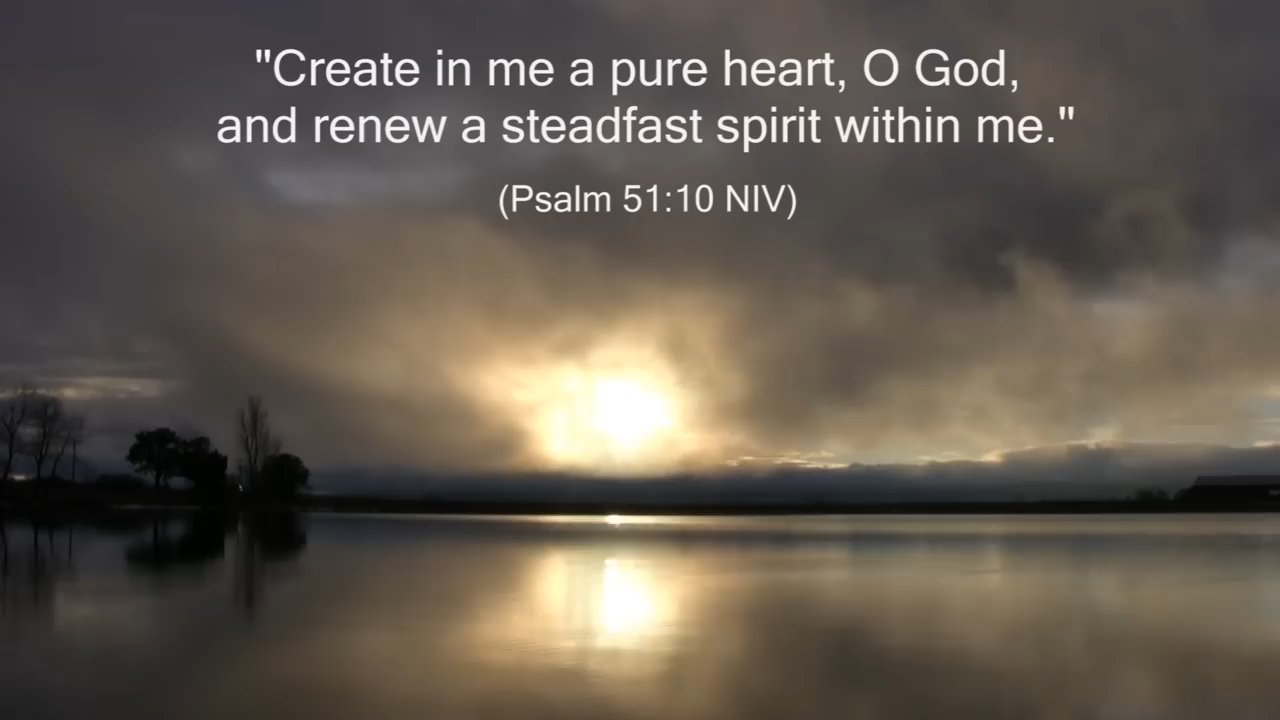 "Create in me a pure heart, O God,
and renew a steadfast spirit within me."
(Psalm 51:10 NIV)